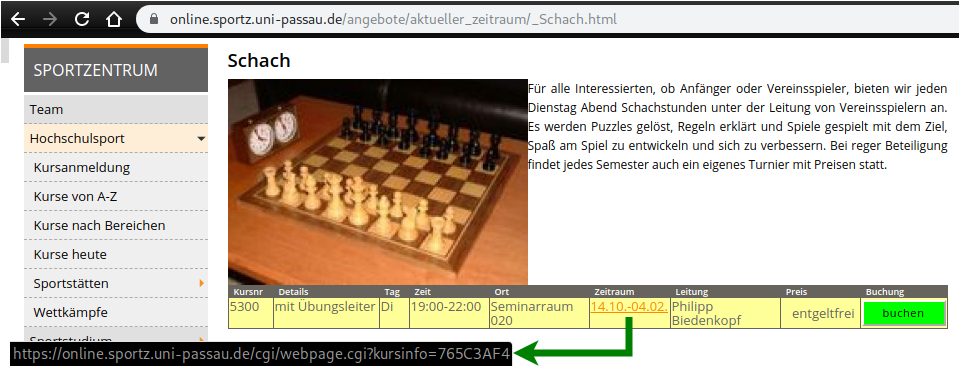 online.sportz.uni-passau.de/angebote/aktueller_zeitraum/_Schach.html
SPORTZENTRUM
Team
Hochschulsport
Kursanmeldung
Kurse von A-Z
Kurse nach Bereichen
Kurse heute
Sportstätten
Wettkämpfe
Sportstudium
Schach
Für alle Interessierten, ob Anfänger oder Vereinsspieler, bieten wir jeden
Dienstag Abend Schachstunden unter der Leitung von Vereinsspielern an.
Es werden Puzzles gelöst, Regeln erklärt und Spiele gespielt mit dem Ziel,
Spaß am Spiel zu entwickeln und sich zu verbessern. Bei reger Beteiligung
findet jedes Semester auch ein eigenes Turnier mit Preisen statt.
Kursnr Details Tag Zeit Ort Zeitraum Leitung Preis Buchung
5300 mit Übungsleiter Di 19:00-22:00 Seminarraum 14.10.-04.02. Philipp entgeltfrei buchen
020 Biedenkopf
https://online.sportz.uni-passau.de/cgi/webpage.cgi?kursinfo=765C3AF4